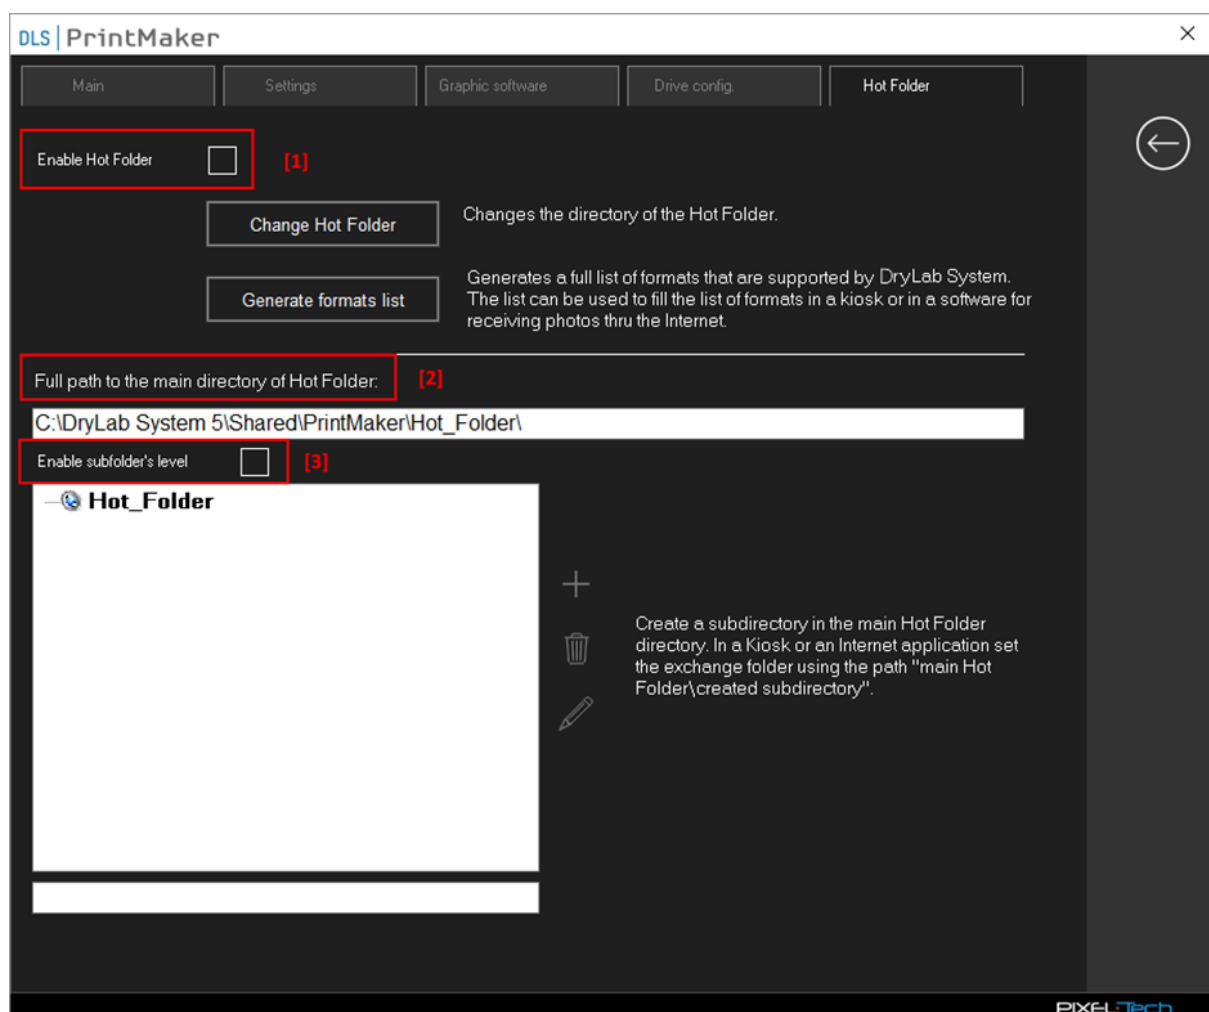 DLS | PrintMaker
Main
Settings
Graphic software
Drive config.
Hot Folder
Enable Hot Folder
[1]
Change Hot Folder
Changes the directory of the Hot Folder.
Generate formats list
Generates a full list of formats that are supported by DryLab System.
The list can be used to fill the list of formats in a kiosk or in a software for
receiving photos thru the Internet.
Full path to the main directory of Hot Folder:
[2]
C:\DryLab System 5\Shared\PrintMaker\Hot_Folder\
Enable subfolder's level
[3]
Hot_Folder
Create a subdirectory in the main Hot Folder
directory. In a Kiosk or an Internet application set
the exchange folder using the path "main Hot
Folder\created subdirectory".
PIXEL-Tech